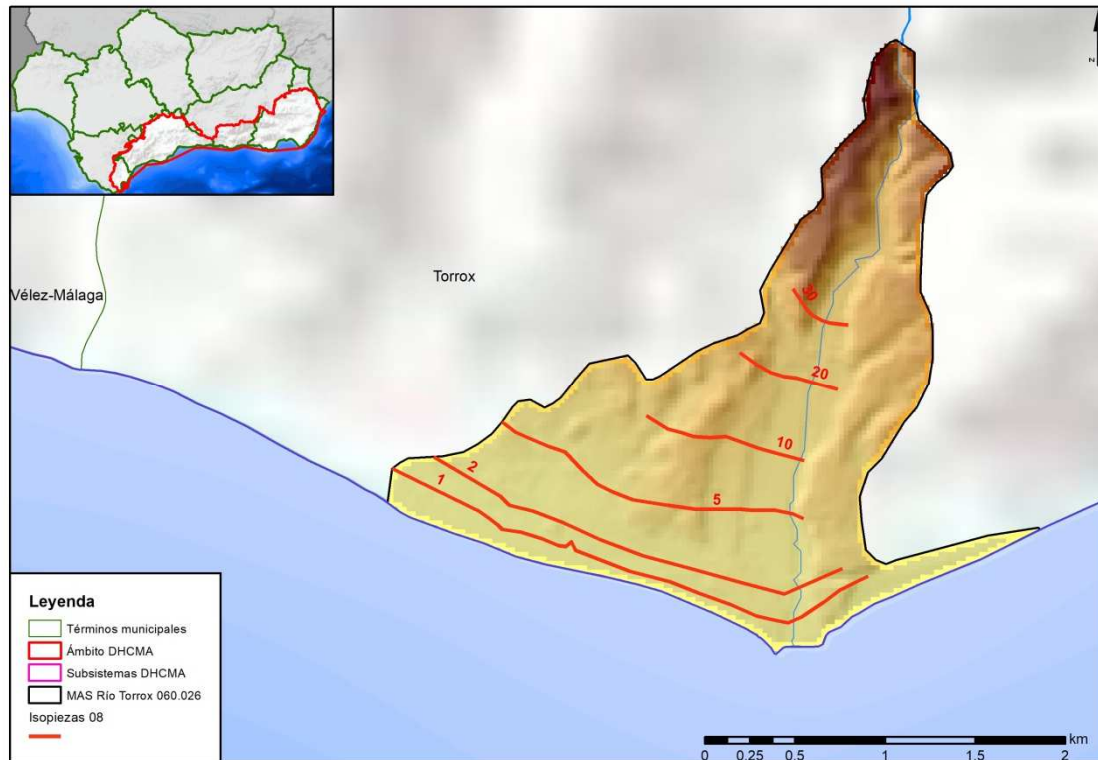 Vélez-Málaga
Torrox
z
30
20
10
5
2
1
Leyenda
Términos municipales
Ámbito DHCMA
Subsistemas DHCMA
MAS Río Torrox 060.026
Isopiezas 08
km
0 0.25 0.5 1 1.5 2